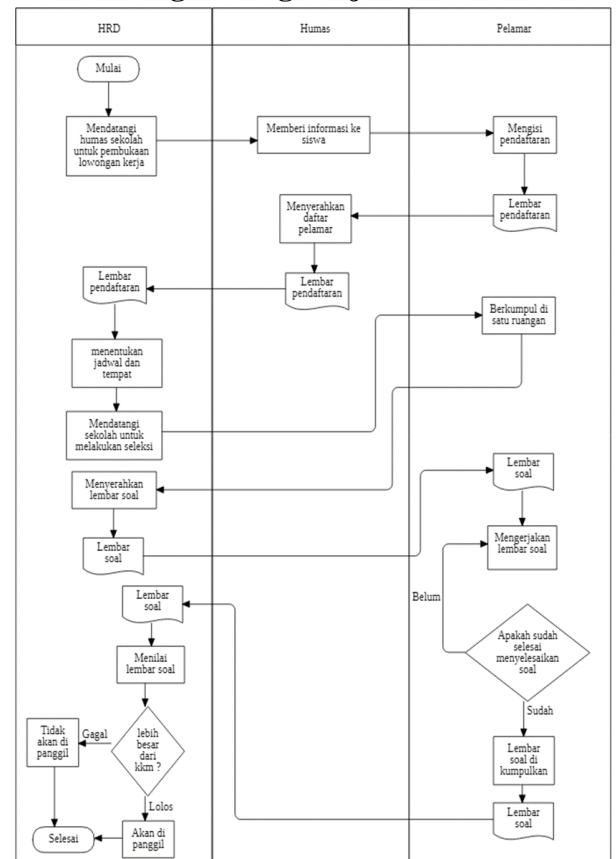 HRD
Humas
Pelamar
Mulai
Mendatangi
humas sekolah
untuk pembukaan
lowongan kerja
Memberi informasi ke
siswa
Mengisi
pendaftaran
Lembar
pendaftaran
Menyerahkan
daftar
pelamar
Lembar
pendaftaran
Lembar
pendaftaran
menentukan
jadwal dan
tempat
Mendatangi
sekolah untuk
melakukan seleksi
Berkumpul di
satu ruangan
Menyerahkan
lembar soal
Lembar
soal
Lembar
soal
Mengerjakan
lembar soal
Belum
Apakah sudah
selesai
menyelesaikan
soal
Sudah
Lembar
soal di
kumpulkan
Lembar
soal
Lembar
soal
Menilai
lembar soal
lebih
besar
dari
kkm ?
Gagal
Tidak
akan di
panggil
Lolos
Akan di
panggil
Selesai